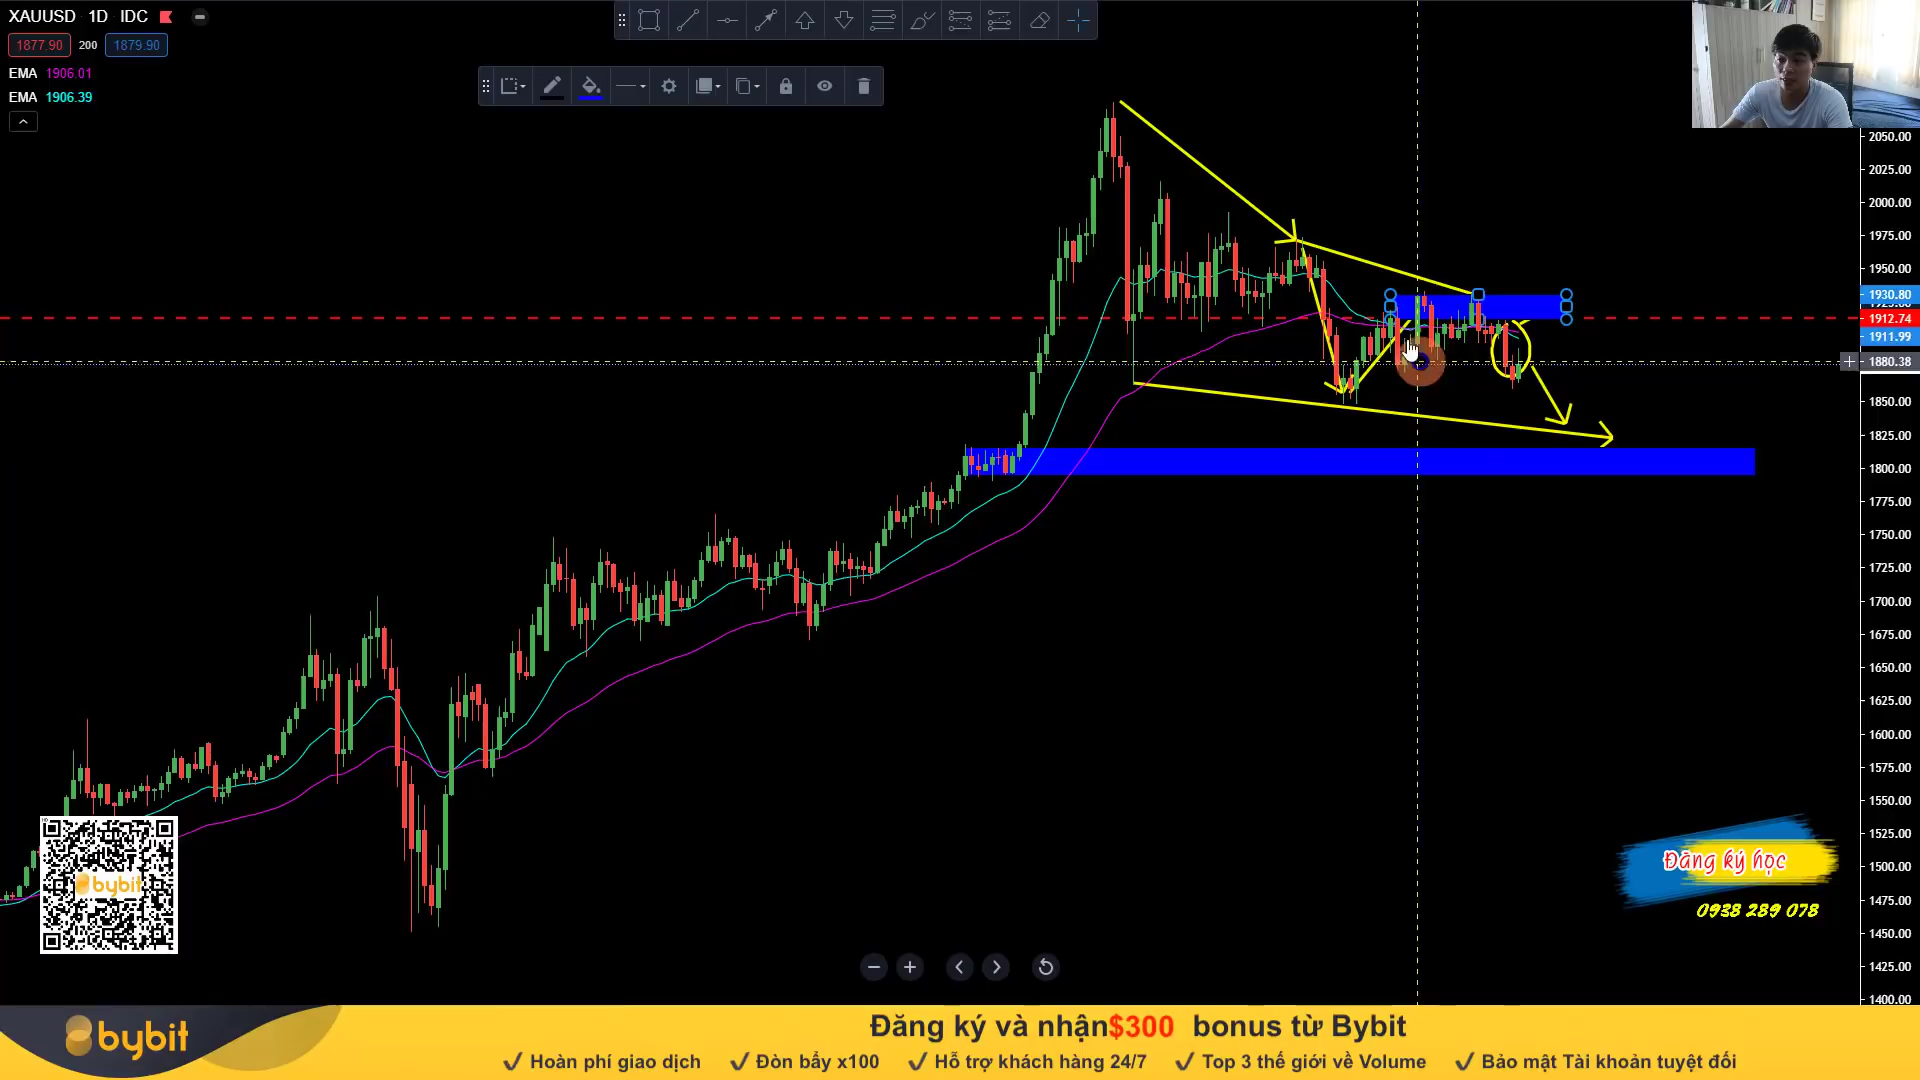 XAUUSD 1D IDC
1877.90 200 1879.90
EMA 1906.01
EMA 1906.39
2050.00
2025.00
2000.00
1975.00
1950.00
1930.80
1912.74
1911.99
1880.38
1850.00
1825.00
1800.00
1775.00
1750.00
1725.00
1700.00
1675.00
1650.00
1625.00
1600.00
1575.00
1550.00
1525.00
1500.00
1475.00
1450.00
1425.00
1400.00
bybit
Đăng ký học
0938 289 078
bybit
Đăng ký và nhận $300 bonus từ Bybit
✓ Hoàn phí giao dịch ✓ Đòn bẩy x100 ✓ Hỗ trợ khách hàng 24/7 ✓ Top 3 thế giới về Volume ✓ Bảo mật Tài khoản tuyệt đối